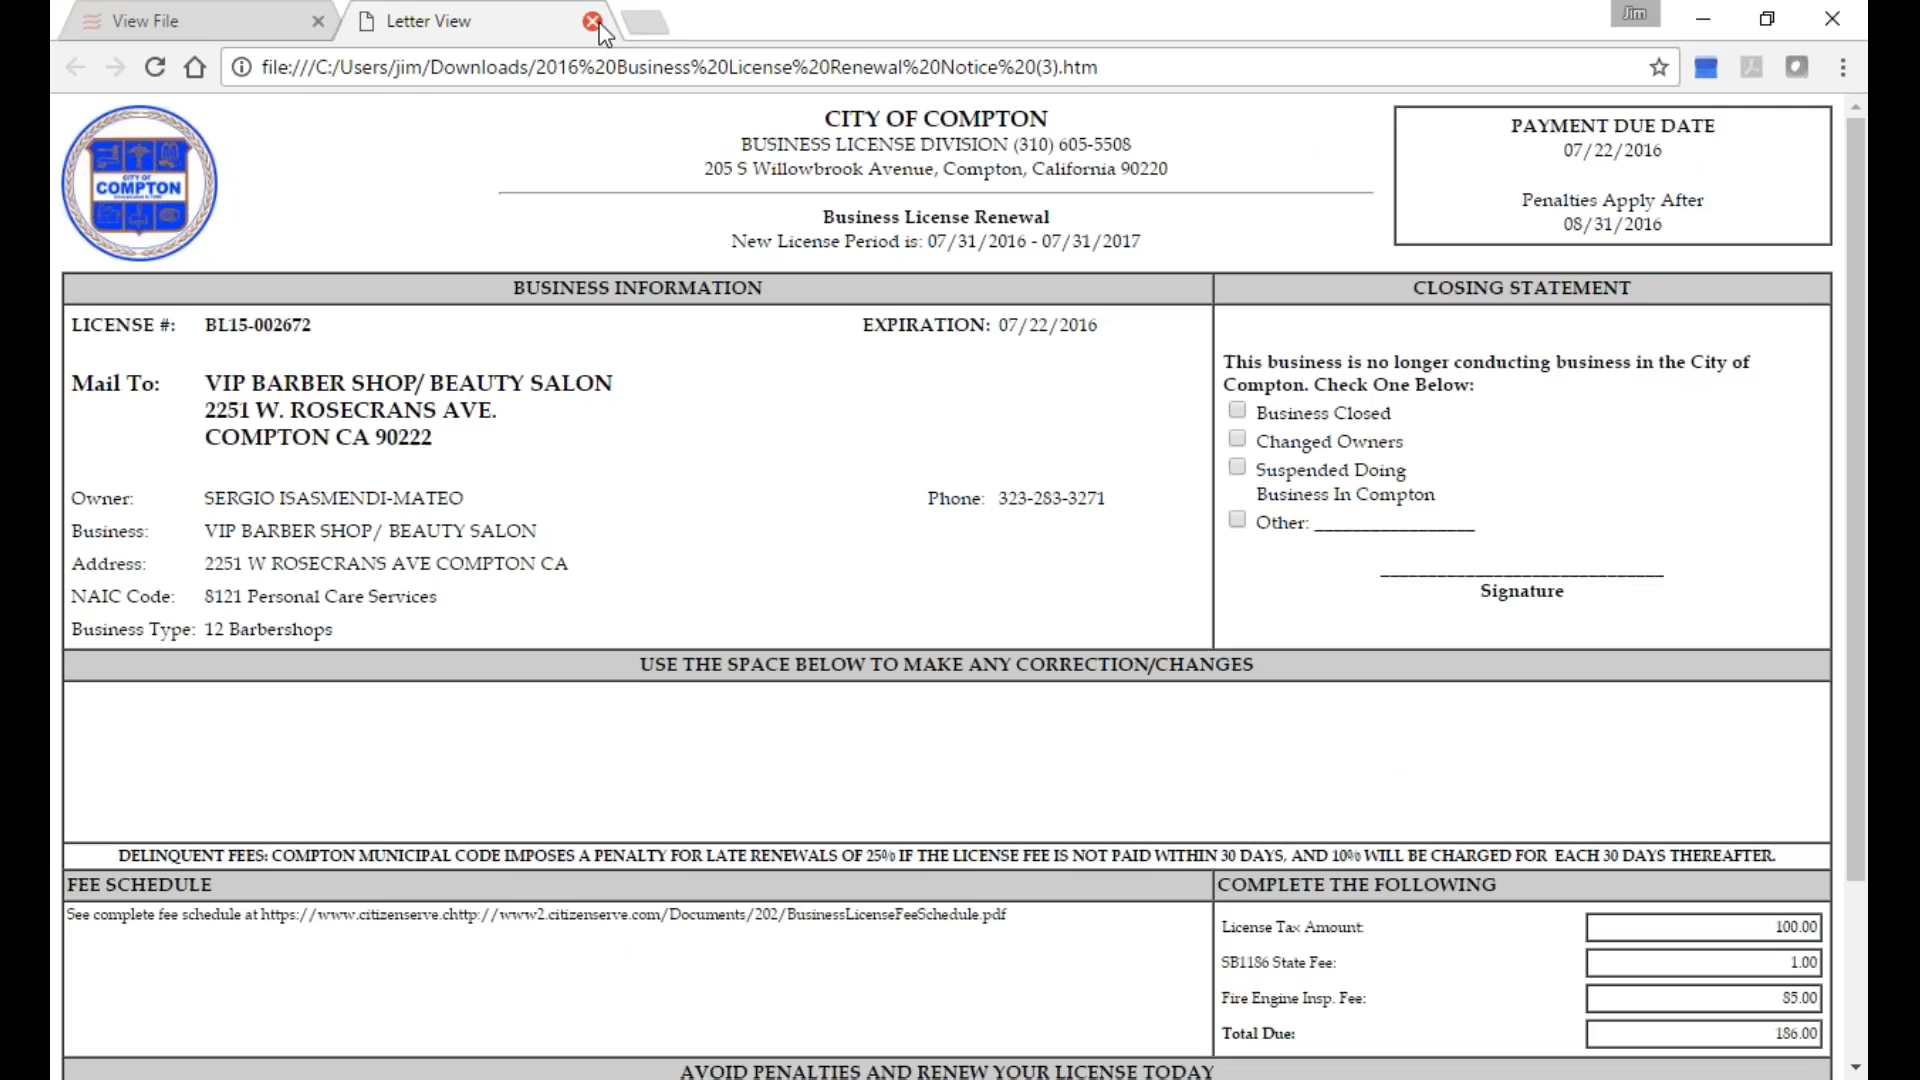 View File
Letter View
Jim
file:///C:/Users/jim/Downloads/2016%20Business%20License%20Renewal%20Notice%20(3).htm
CITY OF
COMPTON
CITY OF COMPTON
BUSINESS LICENSE DIVISION (310) 605-5508
205 S Willowbrook Avenue, Compton, California 90220
Business License Renewal
New License Period is: 07/31/2016 - 07/31/2017
PAYMENT DUE DATE
07/22/2016
Penalties Apply After
08/31/2016
BUSINESS INFORMATION
LICENSE #: BL15-002672 EXPIRATION: 07/22/2016
Mail To: VIP BARBER SHOP/ BEAUTY SALON
2251 W. ROSECRANS AVE.
COMPTON CA 90222
Owner: SERGIO ISASMENDI-MATEO Phone: 323-283-3271
Business: VIP BARBER SHOP/ BEAUTY SALON
Address: 2251 W ROSECRANS AVE COMPTON CA
NAIC Code: 8121 Personal Care Services
Business Type: 12 Barbershops
CLOSING STATEMENT
This business is no longer conducting business in the City of
Compton. Check One Below:
Business Closed
Changed Owners
Suspended Doing
Business In Compton
Other: _________________
Signature
USE THE SPACE BELOW TO MAKE ANY CORRECTION/CHANGES
DELINQUENT FEES: COMPTON MUNICIPAL CODE IMPOSES A PENALTY FOR LATE RENEWALS OF 25% IF THE LICENSE FEE IS NOT PAID WITHIN 30 DAYS, AND 10% WILL BE CHARGED FOR EACH 30 DAYS THEREAFTER.
FEE SCHEDULE
See complete fee schedule at https://www.citizenserve.chttp://www2.citizenserve.com/Documents/202/BusinessLicenseFeeSchedule.pdf
COMPLETE THE FOLLOWING
License Tax Amount: 100.00
SB1186 State Fee: 1.00
Fire Engine Insp. Fee: 85.00
Total Due: 186.00
AVOID PENALTIES AND RENEW YOUR LICENSE TODAY